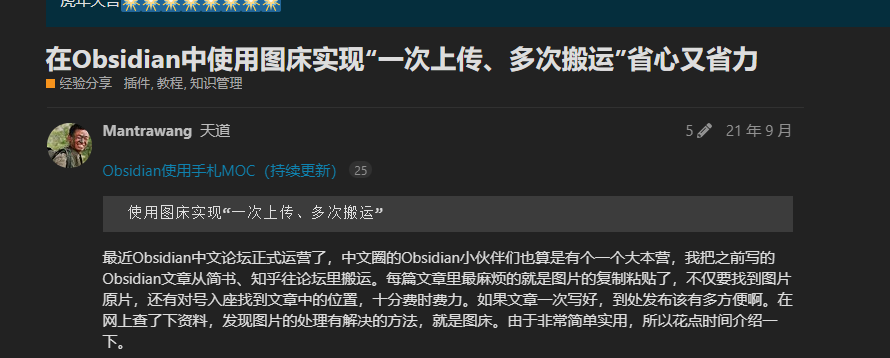 虎年大吉
在Obsidian中使用图床实现“一次上传、多次搬运”省心又省力
经验分享 插件, 教程, 知识管理
Mantrawang 天道 5 21 年 9 月
Obsidian使用手札MOC（持续更新） 25
使用图床实现“一次上传、多次搬运”
最近Obsidian中文论坛正式运营了，中文圈的Obsidian小伙伴们也算是有个一个大本营，我把之前写的
Obsidian文章从简书、知乎往论坛里搬运。每篇文章里最麻烦的就是图片的复制粘贴了，不仅要找到图片
原片，还有对号入座找到文章中的位置，十分费时费力。如果文章一次写好，到处发布该有多方便啊。在
网上查了下资料，发现图片的处理有解决的方法，就是图床。由于非常简单实用，所以花点时间介绍一
下。